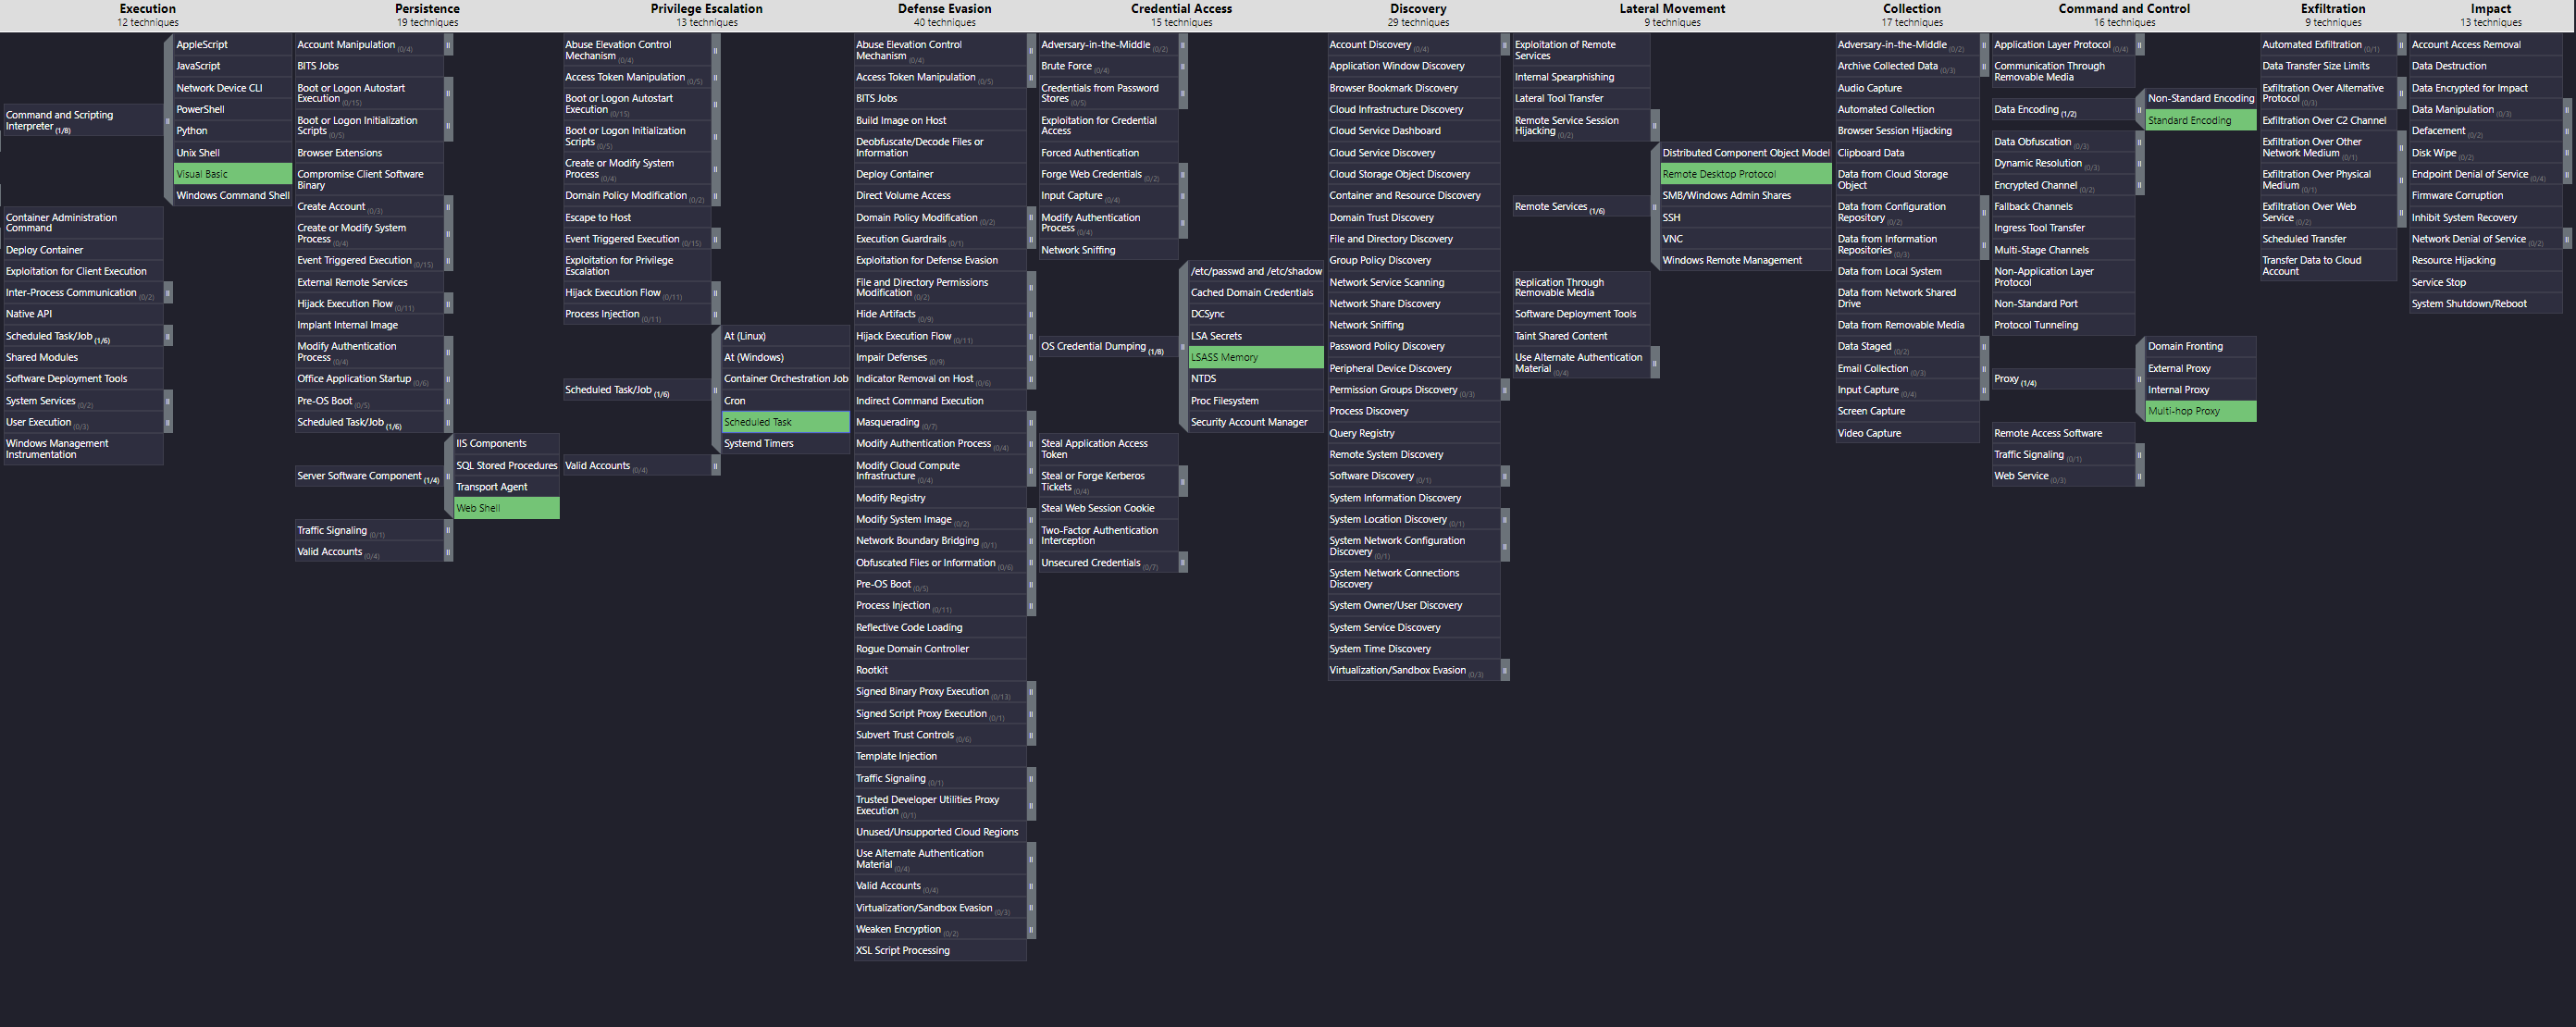 Execution
12 techniques
AppleScript
JavaScript
Network Device CLI
PowerShell
Command and Scripting
Interpreter (1/8)
Python
Unix Shell
Visual Basic
Windows Command Shell
Container Administration
Command
Deploy Container
Exploitation for Client Execution
Inter-Process Communication (0/2)
Native API
Scheduled Task/Job (1/6)
Shared Modules
Software Deployment Tools
System Services (0/2)
User Execution (0/3)
Windows Management
Instrumentation
Persistence
19 techniques
Account Manipulation (0/4)
BITS Jobs
Boot or Logon Autostart
Execution (0/15)
Boot or Logon Initialization
Scripts (0/5)
Browser Extensions
Compromise Client Software
Binary
Create Account (0/3)
Create or Modify System
Process (0/4)
Event Triggered Execution (0/15)
External Remote Services
Hijack Execution Flow (0/11)
Implant Internal Image
Modify Authentication
Process (0/4)
Office Application Startup (0/6)
Pre-OS Boot (0/5)
Scheduled Task/Job (1/6)
Server Software Component (1/4)
IIS Components
SQL Stored Procedures
Transport Agent
Web Shell
Traffic Signaling (0/1)
Valid Accounts (0/4)
Privilege Escalation
13 techniques
Abuse Elevation Control
Mechanism (0/4)
Access Token Manipulation (0/5)
Boot or Logon Autostart
Execution (0/15)
Boot or Logon Initialization
Scripts (0/5)
Create or Modify System
Process (0/4)
Domain Policy Modification (0/2)
Escape to Host
Event Triggered Execution (0/15)
Exploitation for Privilege
Escalation
Hijack Execution Flow (0/11)
Process Injection (0/11)
Scheduled Task/Job (1/6)
At (Linux)
At (Windows)
Container Orchestration Job
Cron
Scheduled Task
Systemd Timers
Valid Accounts (0/4)
Defense Evasion
40 techniques
Abuse Elevation Control
Mechanism (0/4)
Access Token Manipulation (0/5)
BITS Jobs
Build Image on Host
Deobfuscate/Decode Files or
Information
Deploy Container
Direct Volume Access
Domain Policy Modification (0/2)
Execution Guardrails (0/1)
Exploitation for Defense Evasion
File and Directory Permissions
Modification (0/2)
Hide Artifacts (0/9)
Hijack Execution Flow (0/11)
Impair Defenses (0/9)
Indicator Removal on Host (0/6)
Indirect Command Execution
Masquerading (0/7)
Modify Authentication Process (0/4)
Modify Cloud Compute
Infrastructure (0/4)
Modify Registry
Modify System Image (0/2)
Network Boundary Bridging (0/1)
Obfuscated Files or Information (0/6)
Pre-OS Boot (0/5)
Process Injection (0/11)
Reflective Code Loading
Rogue Domain Controller
Rootkit
Signed Binary Proxy Execution (0/13)
Signed Script Proxy Execution (0/1)
Subvert Trust Controls (0/6)
Template Injection
Traffic Signaling (0/1)
Trusted Developer Utilities Proxy
Execution (0/1)
Unused/Unsupported Cloud Regions
Use Alternate Authentication
Material (0/4)
Valid Accounts (0/4)
Virtualization/Sandbox Evasion (0/3)
Weaken Encryption (0/2)
XSL Script Processing
Credential Access
15 techniques
Adversary-in-the-Middle (0/2)
Brute Force (0/4)
Credentials from Password
Stores (0/5)
Exploitation for Credential
Access
Forced Authentication
Forge Web Credentials (0/2)
Input Capture (0/4)
Modify Authentication
Process (0/4)
Network Sniffing
OS Credential Dumping (1/8)
/etc/passwd and /etc/shadow
Cached Domain Credentials
DCSync
LSA Secrets
LSASS Memory
NTDS
Proc Filesystem
Security Account Manager
Steal Application Access
Token
Steal or Forge Kerberos
Tickets (0/4)
Steal Web Session Cookie
Two-Factor Authentication
Interception
Unsecured Credentials (0/7)
Discovery
29 techniques
Account Discovery (0/4)
Application Window Discovery
Browser Bookmark Discovery
Cloud Infrastructure Discovery
Cloud Service Dashboard
Cloud Service Discovery
Cloud Storage Object Discovery
Container and Resource Discovery
Domain Trust Discovery
File and Directory Discovery
Group Policy Discovery
Network Service Scanning
Network Share Discovery
Network Sniffing
Password Policy Discovery
Peripheral Device Discovery
Permission Groups Discovery (0/3)
Process Discovery
Query Registry
Remote System Discovery
Software Discovery (0/1)
System Information Discovery
System Location Discovery (0/1)
System Network Configuration
Discovery (0/1)
System Network Connections
Discovery
System Owner/User Discovery
System Service Discovery
System Time Discovery
Virtualization/Sandbox Evasion (0/3)
Lateral Movement
9 techniques
Exploitation of Remote
Services
Internal Spearphishing
Lateral Tool Transfer
Remote Service Session
Hijacking (0/2)
Remote Services (1/6)
Distributed Component Object Model
Remote Desktop Protocol
SMB/Windows Admin Shares
SSH
VNC
Windows Remote Management
Replication Through
Removable Media
Software Deployment Tools
Taint Shared Content
Use Alternate Authentication
Material (0/4)
Collection
17 techniques
Adversary-in-the-Middle (0/2)
Archive Collected Data (0/3)
Audio Capture
Automated Collection
Browser Session Hijacking
Clipboard Data
Data from Cloud Storage
Object
Data from Configuration
Repository (0/2)
Data from Information
Repositories (0/3)
Data from Local System
Data from Network Shared
Drive
Data from Removable Media
Data Staged (0/2)
Email Collection (0/3)
Input Capture (0/4)
Screen Capture
Video Capture
Command and Control
16 techniques
Application Layer Protocol (0/4)
Communication Through
Removable Media
Data Encoding (1/2)
Non-Standard Encoding
Standard Encoding
Data Obfuscation (0/3)
Dynamic Resolution (0/3)
Encrypted Channel (0/2)
Fallback Channels
Ingress Tool Transfer
Multi-Stage Channels
Non-Application Layer
Protocol
Non-Standard Port
Protocol Tunneling
Proxy (1/4)
Domain Fronting
External Proxy
Internal Proxy
Multi-hop Proxy
Remote Access Software
Traffic Signaling (0/1)
Web Service (0/3)
Exfiltration
9 techniques
Automated Exfiltration (0/1)
Data Transfer Size Limits
Exfiltration Over Alternative
Protocol (0/3)
Exfiltration Over C2 Channel
Exfiltration Over Other
Network Medium (0/1)
Exfiltration Over Physical
Medium (0/1)
Exfiltration Over Web
Service (0/2)
Scheduled Transfer
Transfer Data to Cloud
Account
Impact
13 techniques
Account Access Removal
Data Destruction
Data Encrypted for Impact
Data Manipulation (0/3)
Defacement (0/2)
Disk Wipe (0/2)
Endpoint Denial of Service (0/4)
Firmware Corruption
Inhibit System Recovery
Network Denial of Service (0/2)
Resource Hijacking
Service Stop
System Shutdown/Reboot